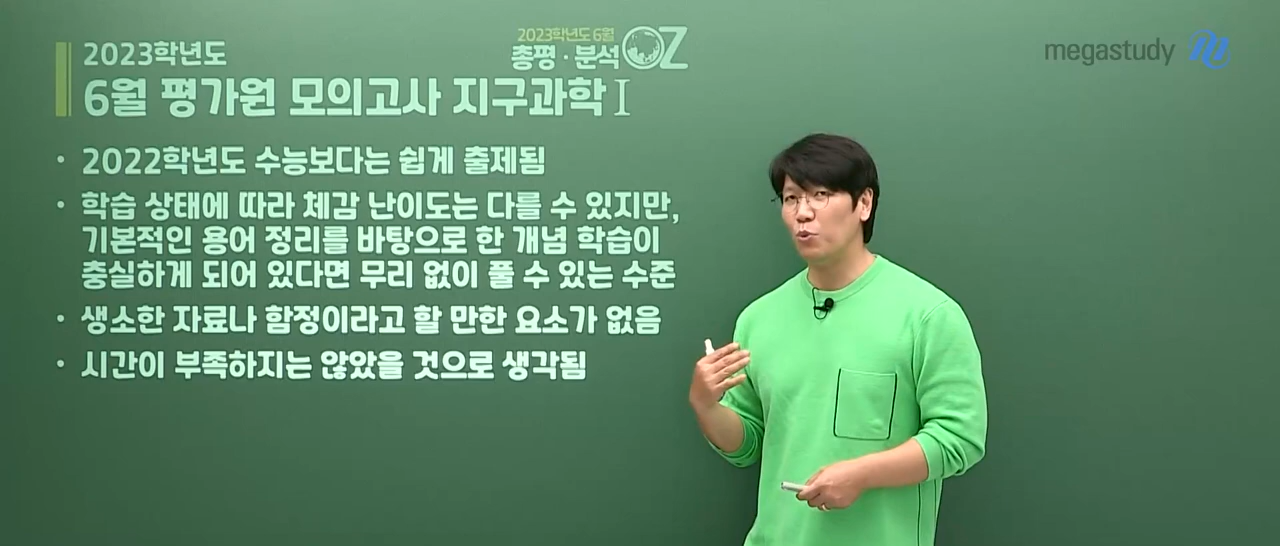 2023학년도 6월
총평·분석 OZ
megastudy
2023학년도
6월 평가원 모의고사 지구과학Ⅰ
• 2022학년도 수능보다는 쉽게 출제됨
• 학습 상태에 따라 체감 난이도는 다를 수 있지만,
기본적인 용어 정리를 바탕으로 한 개념 학습이
충실하게 되어 있다면 무리 없이 풀 수 있는 수준
• 생소한 자료나 함정이라고 할 만한 요소가 없음
• 시간이 부족하지는 않았을 것으로 생각됨